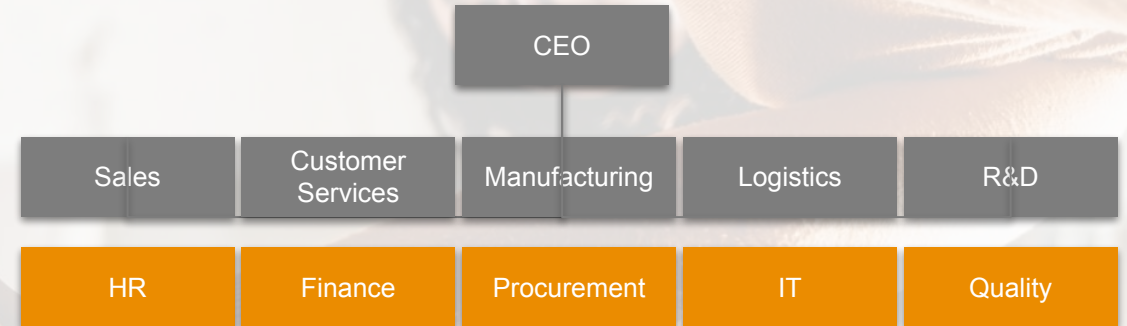 CEO
Sales
Customer
Services
Manufacturing
Logistics
R&D
HR
Finance
Procurement
IT
Quality